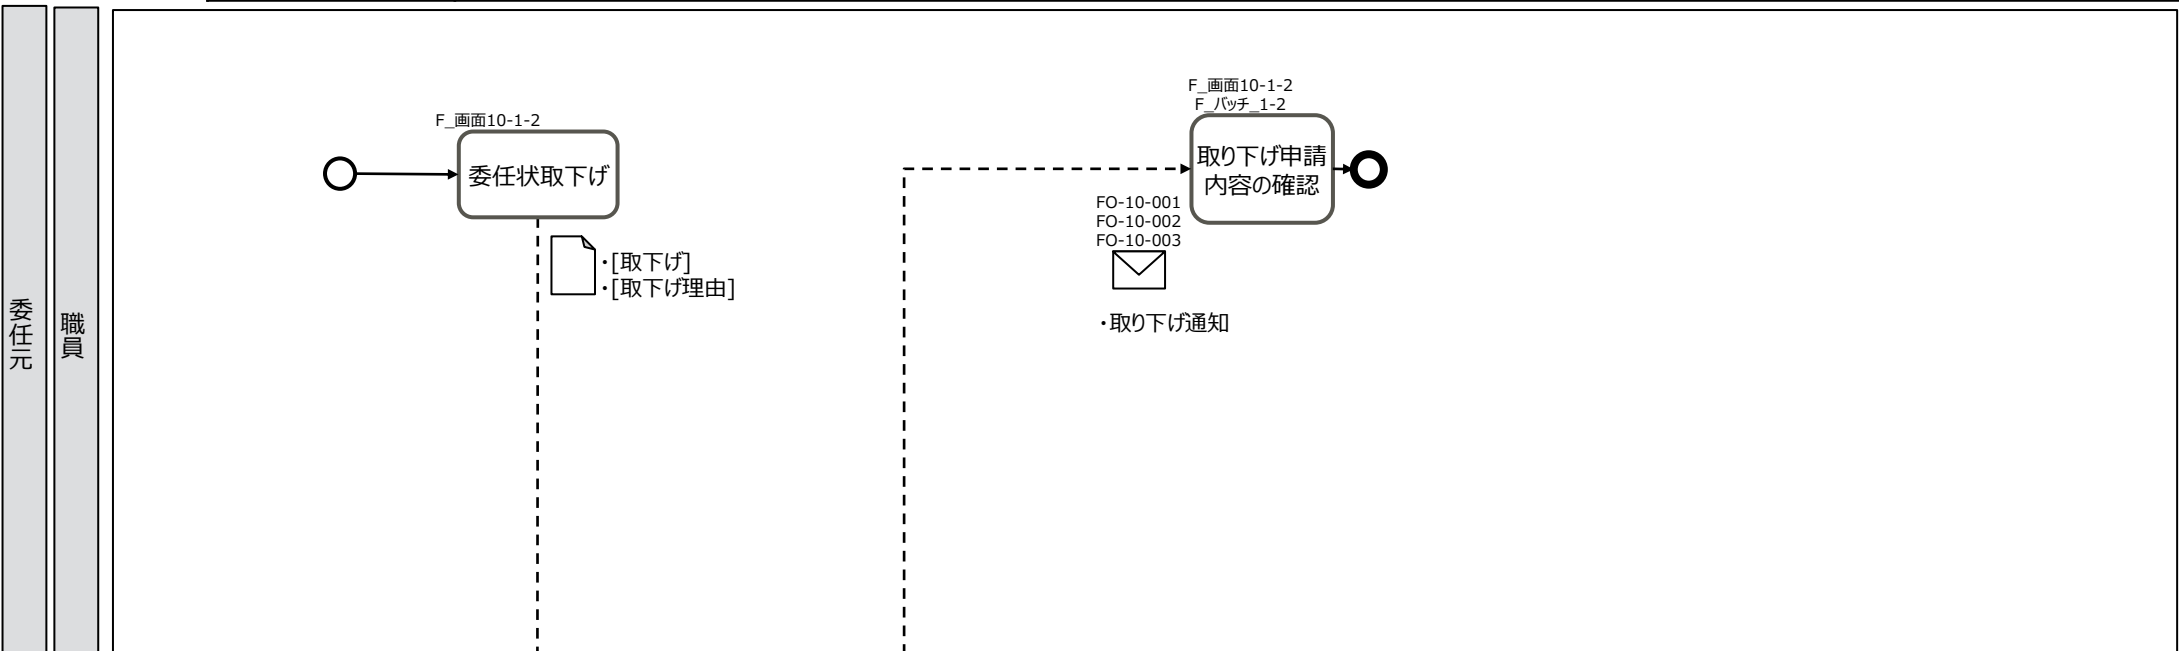 委任元
職員
F_画面10-1-2
委任状取下げ
・[取下げ]
・[取下げ理由]
F_画面10-1-2
F_バッチ_1-2
取り下げ申請
内容の確認
FO-10-001
FO-10-002
FO-10-003
・取り下げ通知